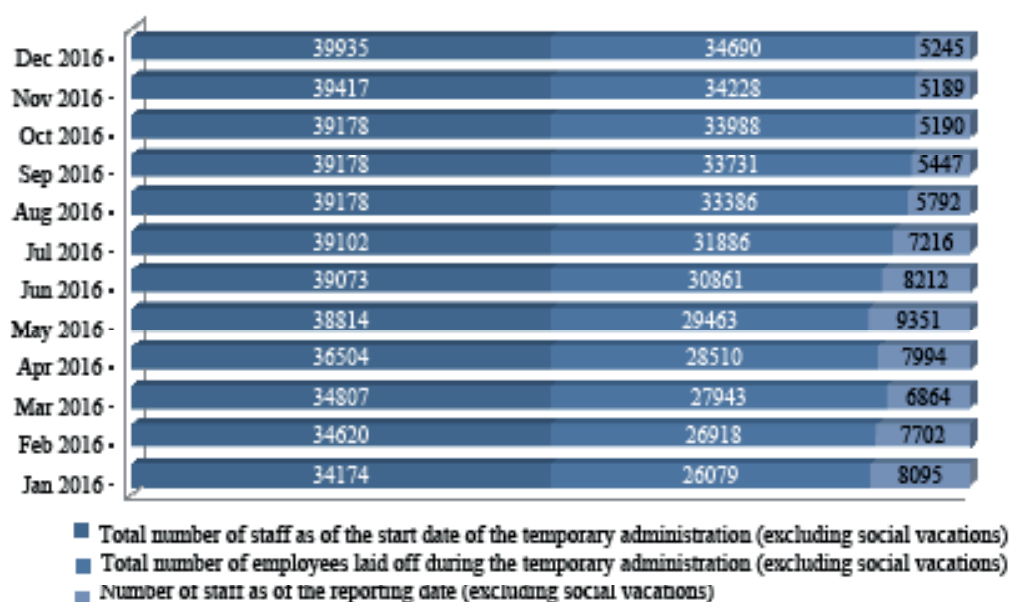 Dec 2016 39935 34690 5245
Nov 2016 39417 34228 5189
Oct 2016 39178 33988 5190
Sep 2016 39178 33731 5447
Aug 2016 39178 33386 5792
Jul 2016 39102 31886 7216
Jun 2016 39073 30861 8212
May 2016 38814 29463 9351
Apr 2016 36504 28510 7994
Mar 2016 34807 27943 6864
Feb 2016 34620 26918 7702
Jan 2016 34174 26079 8095
Total number of staff as of the start date of the temporary administration (excluding social vacations)
Total number of employees laid off during the temporary administration (excluding social vacations)
Number of staff as of the reporting date (excluding social vacations)